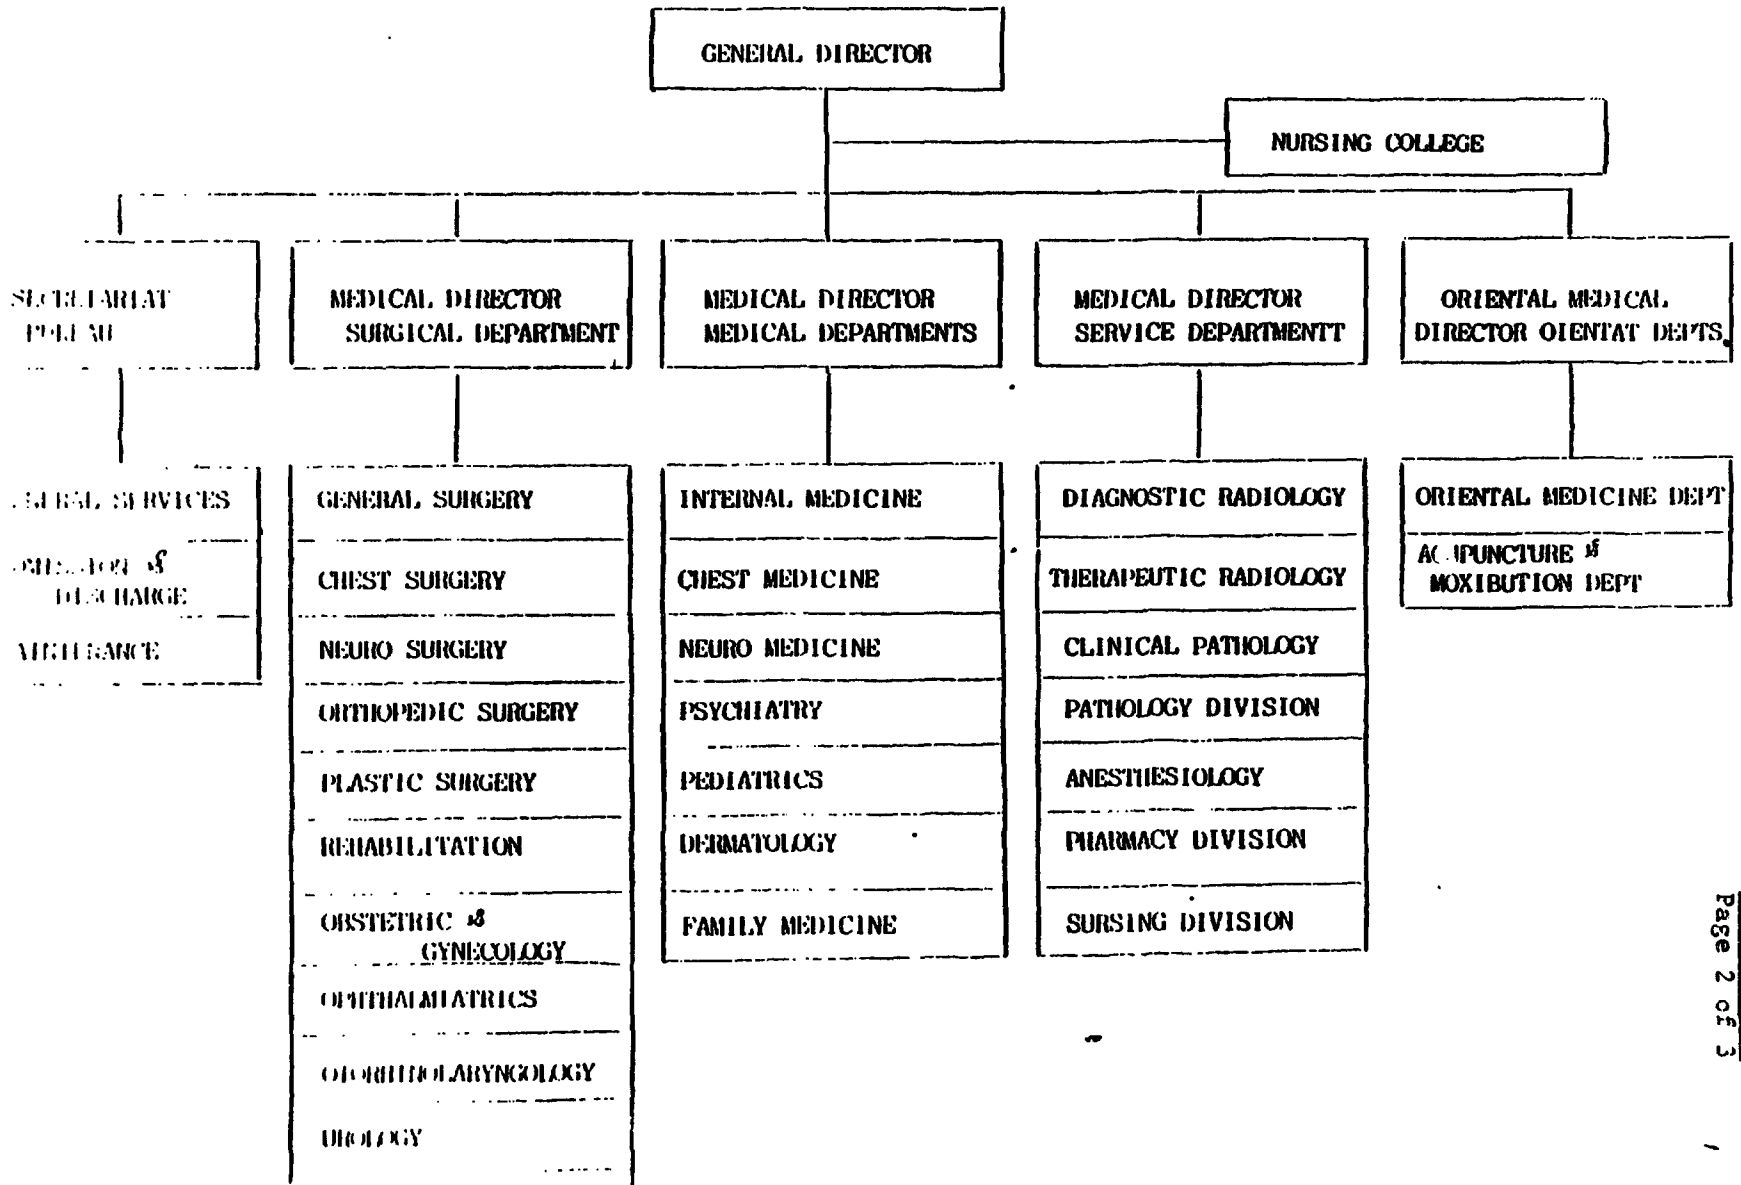 GENERAL DIRECTOR
NURSING COLLEGE
SECRETARIAT
MEDICAL DIRECTOR
SURGICAL DEPARTMENT
MEDICAL DIRECTOR
MEDICAL DEPARTMENTS
MEDICAL DIRECTOR
SERVICE DEPARTMENTT
ORIENTAL MEDICAL
DIRECTOR OIENTAT DEPTS.
SERVICES
&
DISCHARGE
GENERAL SURGERY
CHEST SURGERY
NEURO SURGERY
ORTHOPEDIC SURGERY
PLASTIC SURGERY
REHABILITATION
OBSTETRIC &
GYNECOLOGY
OPHTHALMIATRICS
OTORHINOLARYNGOLOGY
UROLOGY
INTERNAL MEDICINE
CHEST MEDICINE
NEURO MEDICINE
PSYCHIATRY
PEDIATRICS
DERMATOLOGY
FAMILY MEDICINE
DIAGNOSTIC RADIOLOGY
THERAPEUTIC RADIOLOGY
CLINICAL PATHOLOGY
PATHOLOGY DIVISION
ANESTHESIOLOGY
PHARMACY DIVISION
SURSING DIVISION
ORIENTAL MEDICINE DEPT
ACUPUNCTURE &
MOXIBUTION DEPT
Page 2 of 3